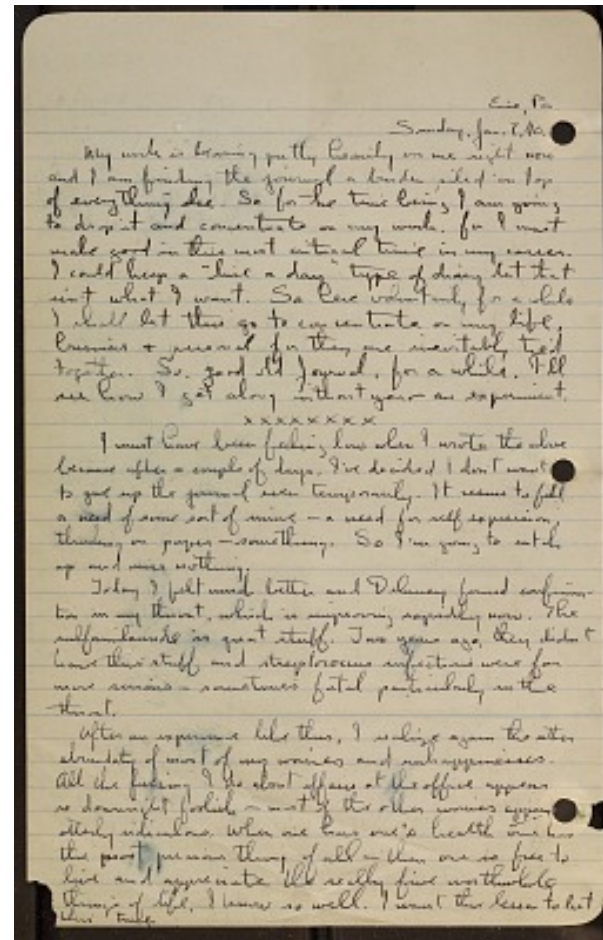 Erie, Pa
Sunday, Jan. 7, 40.
My work is bearing pretty heavily on me right now
and I am finding the journal a burden piled on top
of everything else. So for the time being I am going
to drop it and concentrate on my work, for I must
make good in this most critical time in my career.
I could keep a "line a day" type of diary but that
isn't what I want. So here voluntarily for a while
I shall let this go to concentrate on my life,
business + personal for they are inevitably tied
together. So, good old Journal, for a while, I'll
see how I get along without you - an experiment.
x x x x x x x x
I must have been feeling low when I wrote the above
because after a couple of days, I've decided I don't want
to give up the journal even temporarily. It seems to fill
a need of some sort of mine - a need for self expression,
thinking on paper - something. So I'm going to catch
up and miss nothing.
Today I felt much better and Delaney found
in my throat, which is improving rapidly now. The
sulfanilamide is great stuff. Two years ago, they didn't
have this stuff and streptococcus infections were far
more serious - sometimes fatal particularly in the
throat.
After an experience like this, I realize again the utter
absurdity of most of my worries and unhappinesses.
All the fussing I do about affairs at the office appears
so downright foolish - most of the other worries appear
utterly ridiculous. When one has one's health one has
the most precious thing of all - then one is free to
live and appreciate the really fine worthwhile
things of life, I know so well. I want this lesson to last
this time.